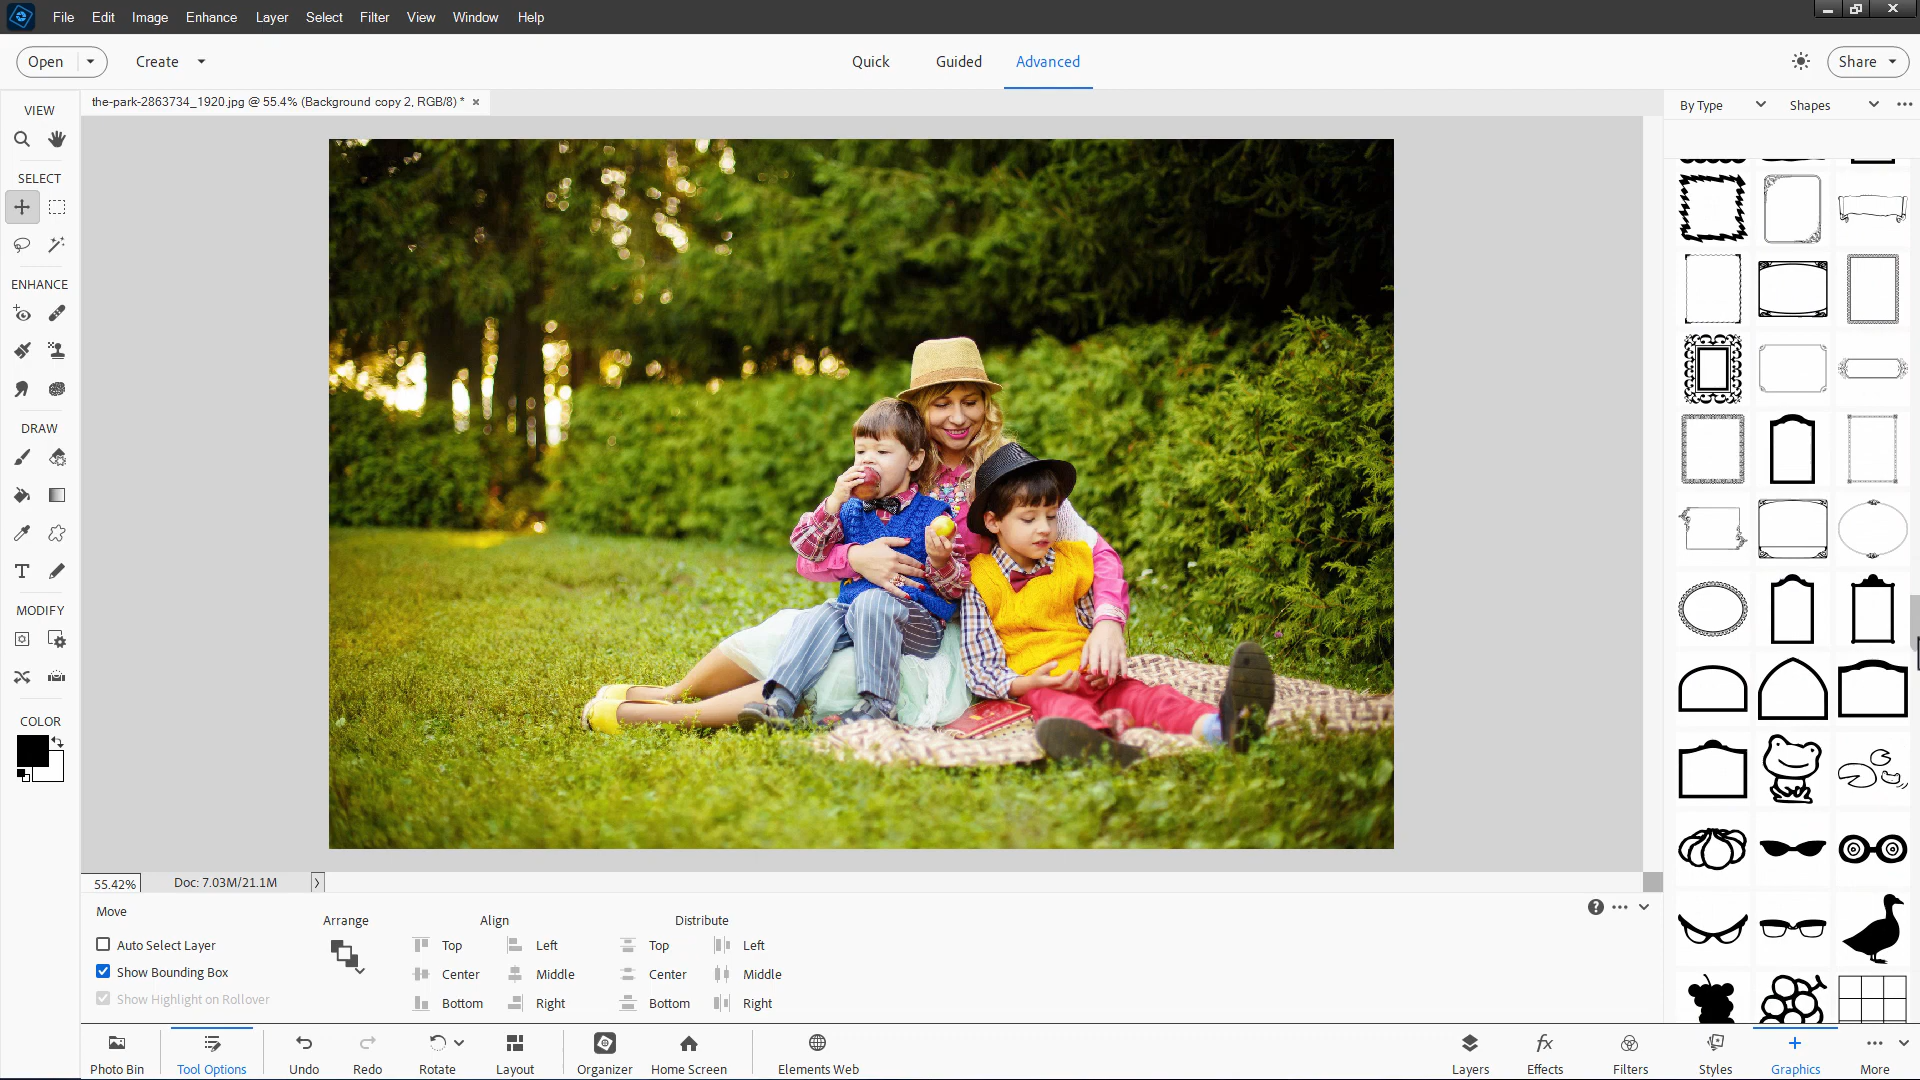 File Edit Image Enhance Layer Select Filter View Window Help
Open Create Quick Guided Advanced Share
the-park-2863734_1920.jpg @ 55.4% (Background copy 2, RGB/8) * ×
By Type Shapes
VIEW
SELECT
ENHANCE
DRAW
MODIFY
COLOR
55.42% Doc: 7.03M/21.1M
Move
Auto Select Layer
Show Bounding Box
Show Highlight on Rollover
Arrange
Align
Top Left
Center Middle
Bottom Right
Distribute
Top Left
Center Middle
Bottom Right
Photo Bin Tool Options Undo Redo Rotate Layout Organizer Home Screen Elements Web Layers fx Effects Filters Styles Graphics More